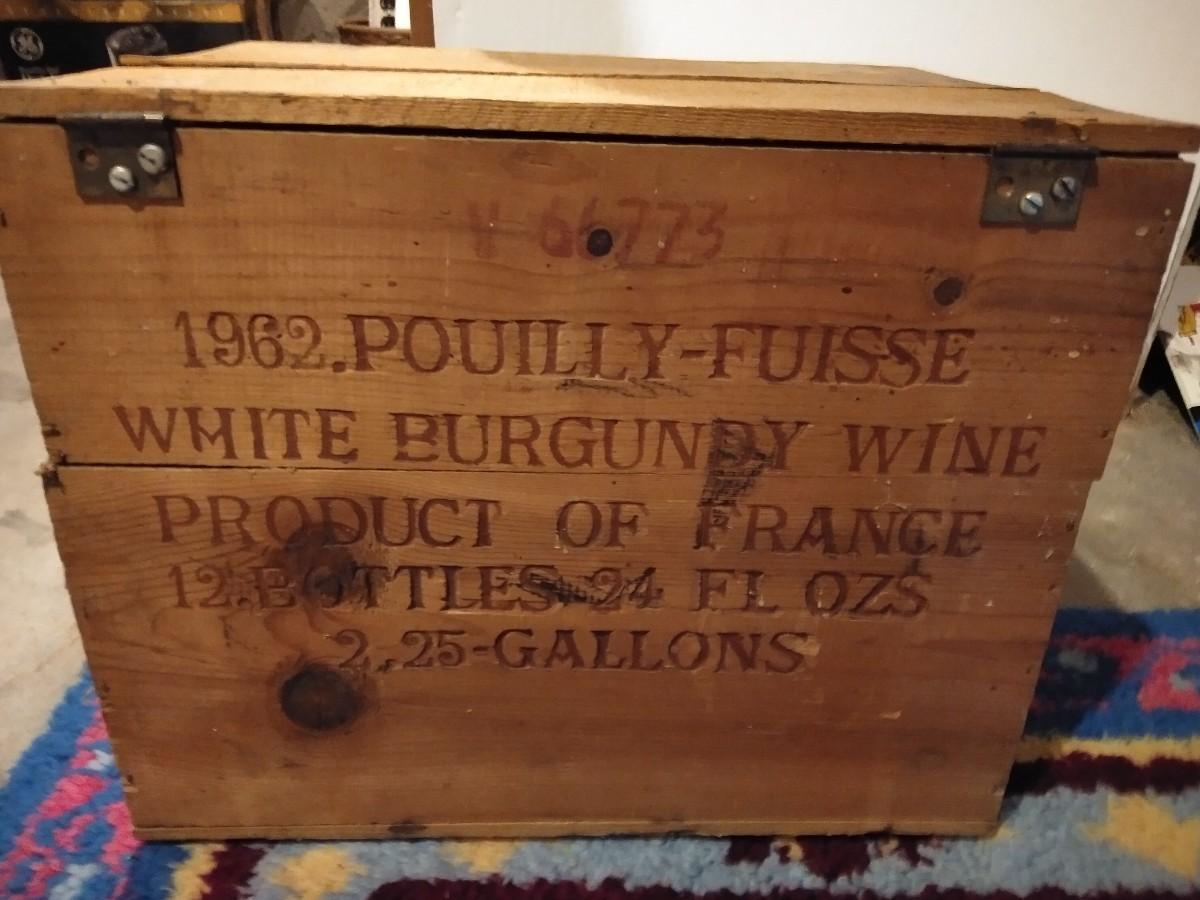 V 66773
1962.POUILLY-FUISSE
WHITE BURGUNDY WINE
PRODUCT OF FRANCE
12.BOTTLES 24 FL OZS
2,25-GALLONS